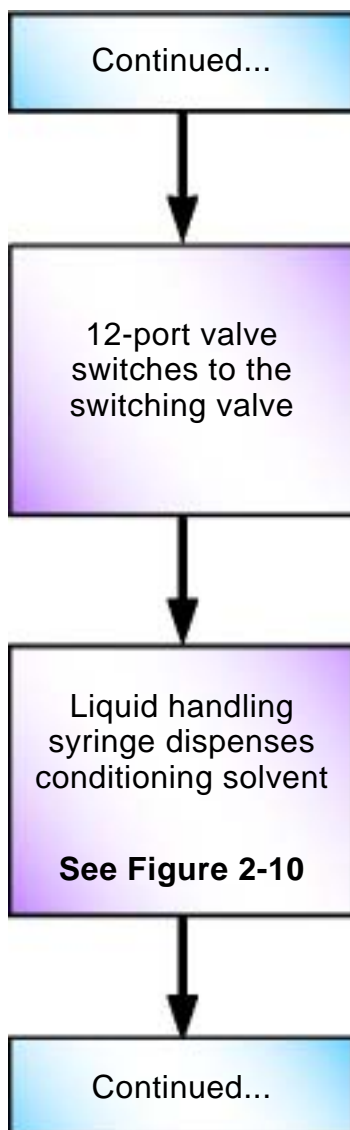 Continued...
12-port valve
switches to the
switching valve
Liquid handling
syringe dispenses
conditioning solvent
See Figure 2-10
Continued...